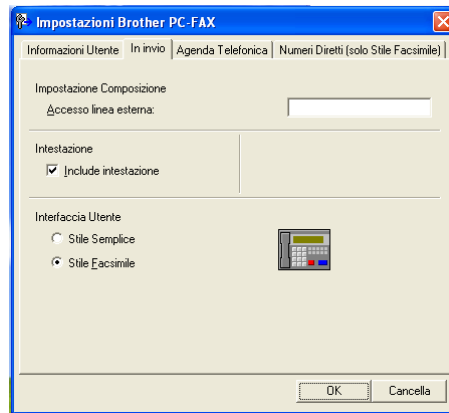 Impostazioni Brother PC-FAX
Informazioni Utente In invio Agenda Telefonica Numeri Diretti (solo Stile Facsimile)
Impostazione Composizione
Accesso linea esterna:
Intestazione
Include intestazione
Interfaccia Utente
Stile Semplice
Stile Facsimile
OK Cancella